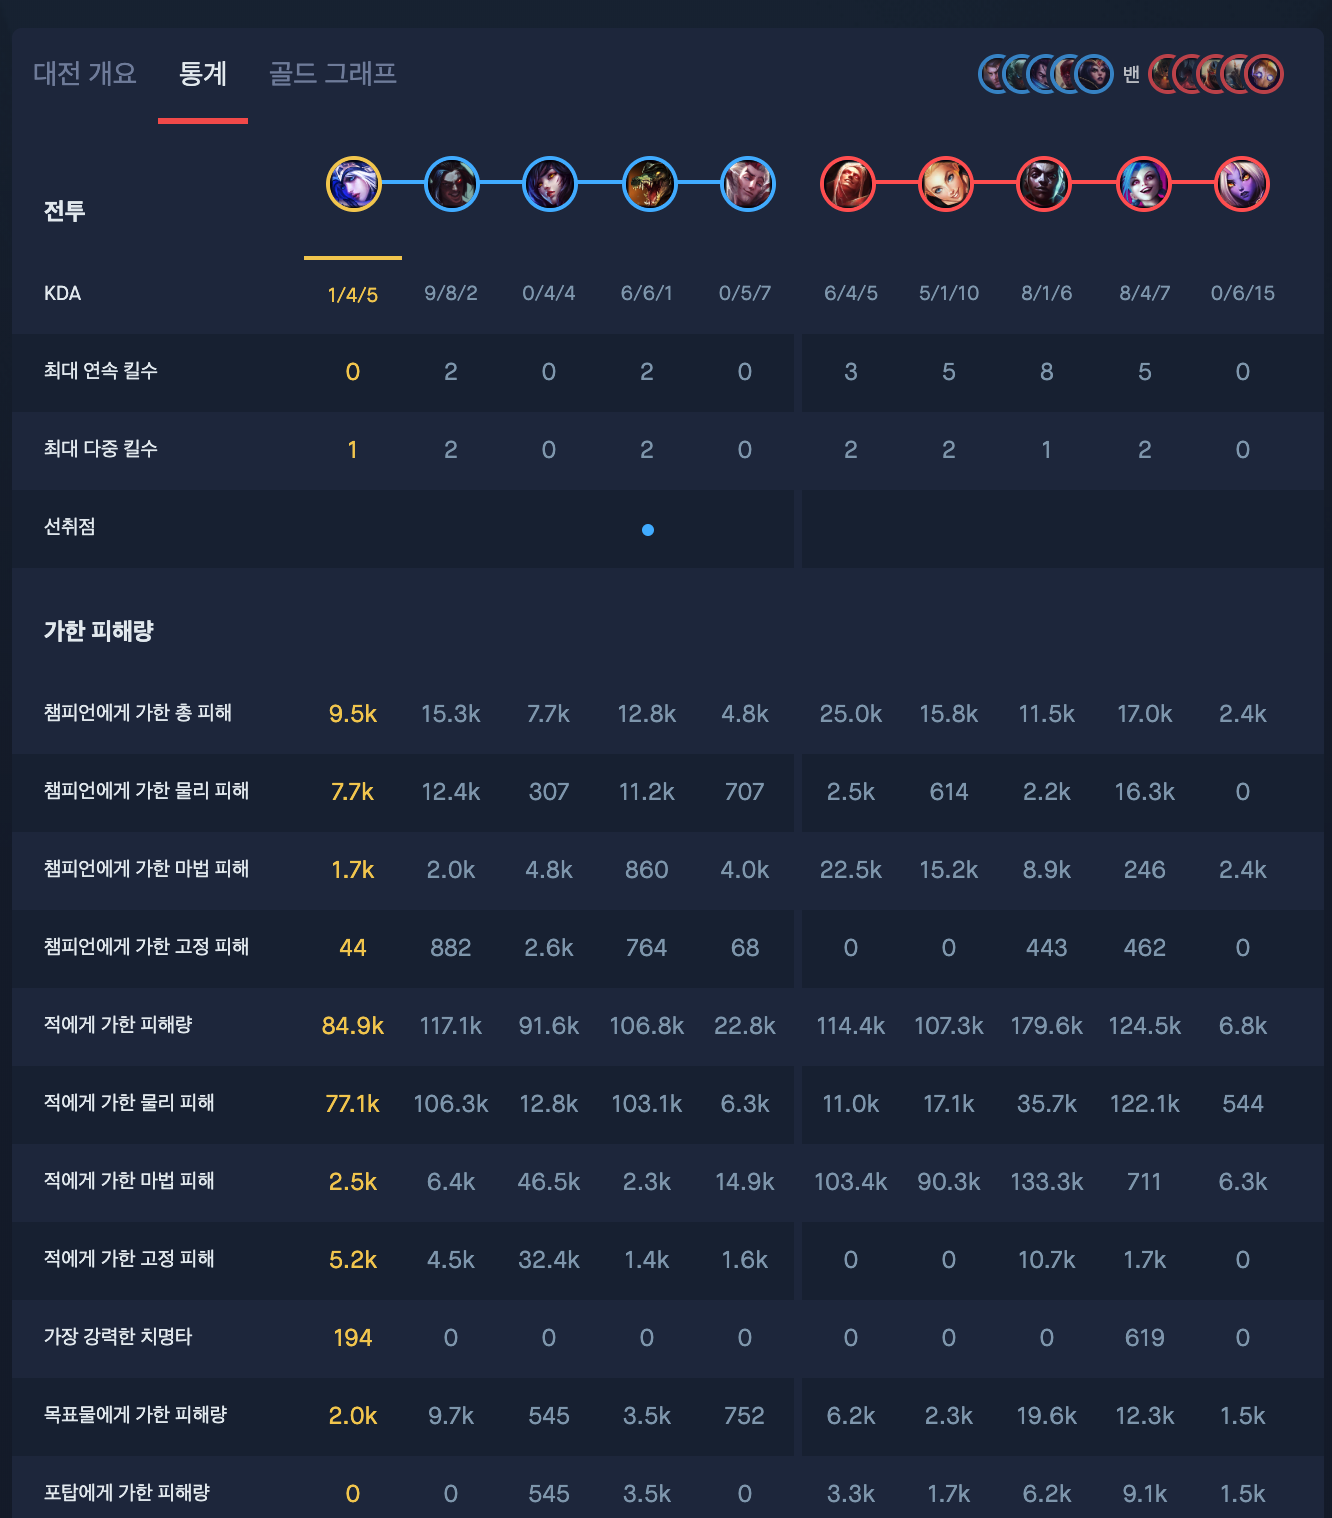 대전 개요 통계 골드 그래프 밴
전투
KDA 1/4/5 9/8/2 0/4/4 6/6/1 0/5/7 6/4/5 5/1/10 8/1/6 8/4/7 0/6/15
최대 연속 킬수 0 2 0 2 0 3 5 8 5 0
최대 다중 킬수 1 2 0 2 0 2 2 1 2 0
선취점
가한 피해량
챔피언에게 가한 총 피해 9.5k 15.3k 7.7k 12.8k 4.8k 25.0k 15.8k 11.5k 17.0k 2.4k
챔피언에게 가한 물리 피해 7.7k 12.4k 307 11.2k 707 2.5k 614 2.2k 16.3k 0
챔피언에게 가한 마법 피해 1.7k 2.0k 4.8k 860 4.0k 22.5k 15.2k 8.9k 246 2.4k
챔피언에게 가한 고정 피해 44 882 2.6k 764 68 0 0 443 462 0
적에게 가한 피해량 84.9k 117.1k 91.6k 106.8k 22.8k 114.4k 107.3k 179.6k 124.5k 6.8k
적에게 가한 물리 피해 77.1k 106.3k 12.8k 103.1k 6.3k 11.0k 17.1k 35.7k 122.1k 544
적에게 가한 마법 피해 2.5k 6.4k 46.5k 2.3k 14.9k 103.4k 90.3k 133.3k 711 6.3k
적에게 가한 고정 피해 5.2k 4.5k 32.4k 1.4k 1.6k 0 0 10.7k 1.7k 0
가장 강력한 치명타 194 0 0 0 0 0 0 0 619 0
목표물에게 가한 피해량 2.0k 9.7k 545 3.5k 752 6.2k 2.3k 19.6k 12.3k 1.5k
포탑에게 가한 피해량 0 0 545 3.5k 0 3.3k 1.7k 6.2k 9.1k 1.5k